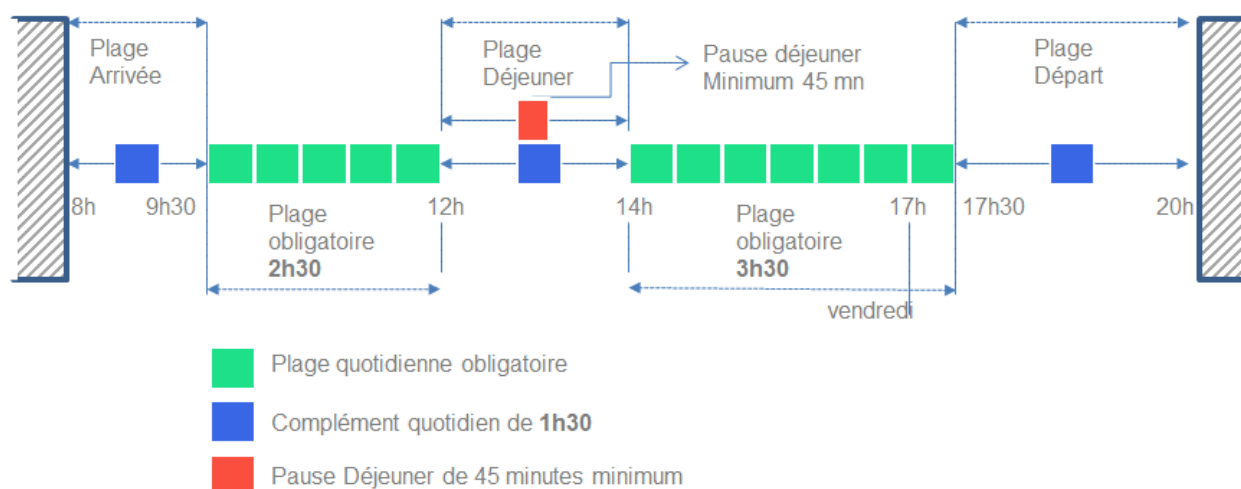 Plage
Arrivée
Plage
Déjeuner
Pause déjeuner
Minimum 45 mn
Plage
Départ
8h
9h30
12h
14h
17h
17h30
20h
Plage
obligatoire
2h30
Plage
obligatoire
3h30
vendredi
Plage quotidienne obligatoire
Complément quotidien de 1h30
Pause Déjeuner de 45 minutes minimum